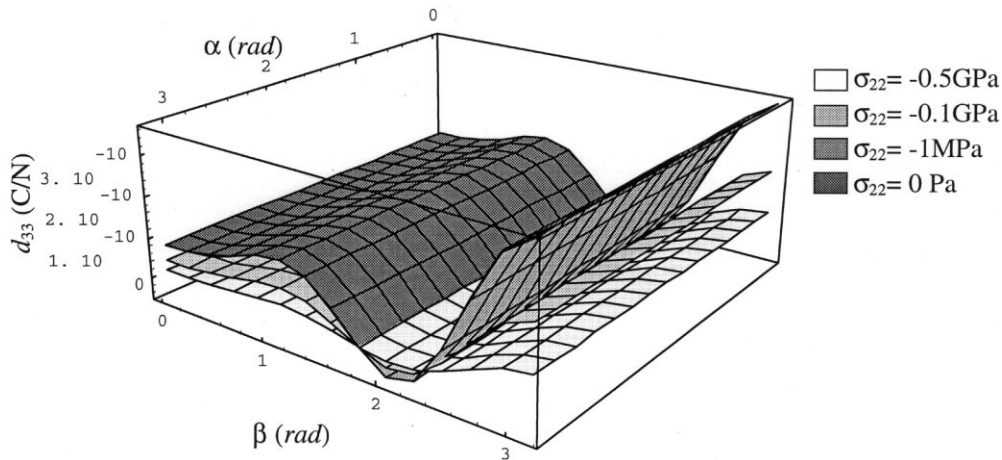 0
1
α (rad)
2
3
σ₂₂= -0.5GPa
σ₂₂= -0.1GPa
σ₂₂= -1MPa
σ₂₂= 0 Pa
-10
3. 10
-10
2. 10
-10
1. 10
0
d₃₃ (C/N)
0
1
2
3
β (rad)